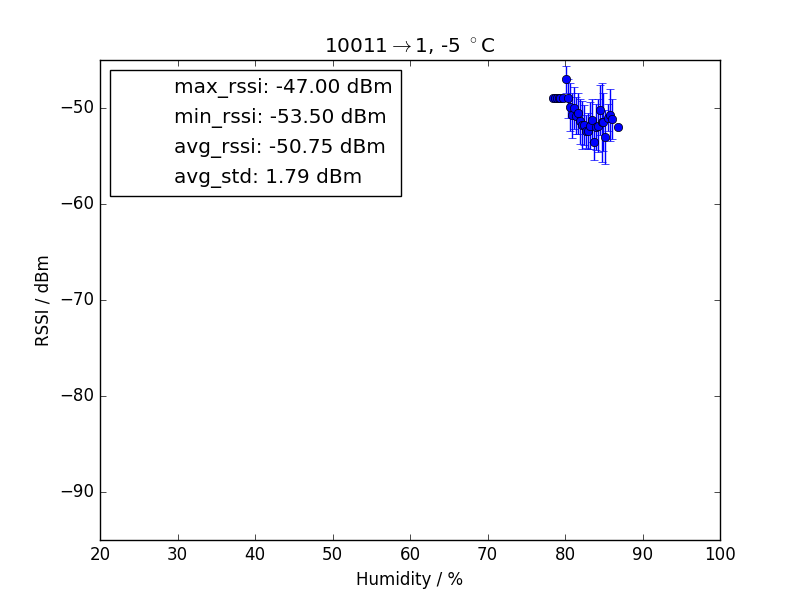 10011→1, -5 °C
max_rssi: -47.00 dBm
min_rssi: -53.50 dBm
avg_rssi: -50.75 dBm
avg_std: 1.79 dBm
−50
−60
−70
−80
−90
RSSI / dBm
20 30 40 50 60 70 80 90 100
Humidity / %